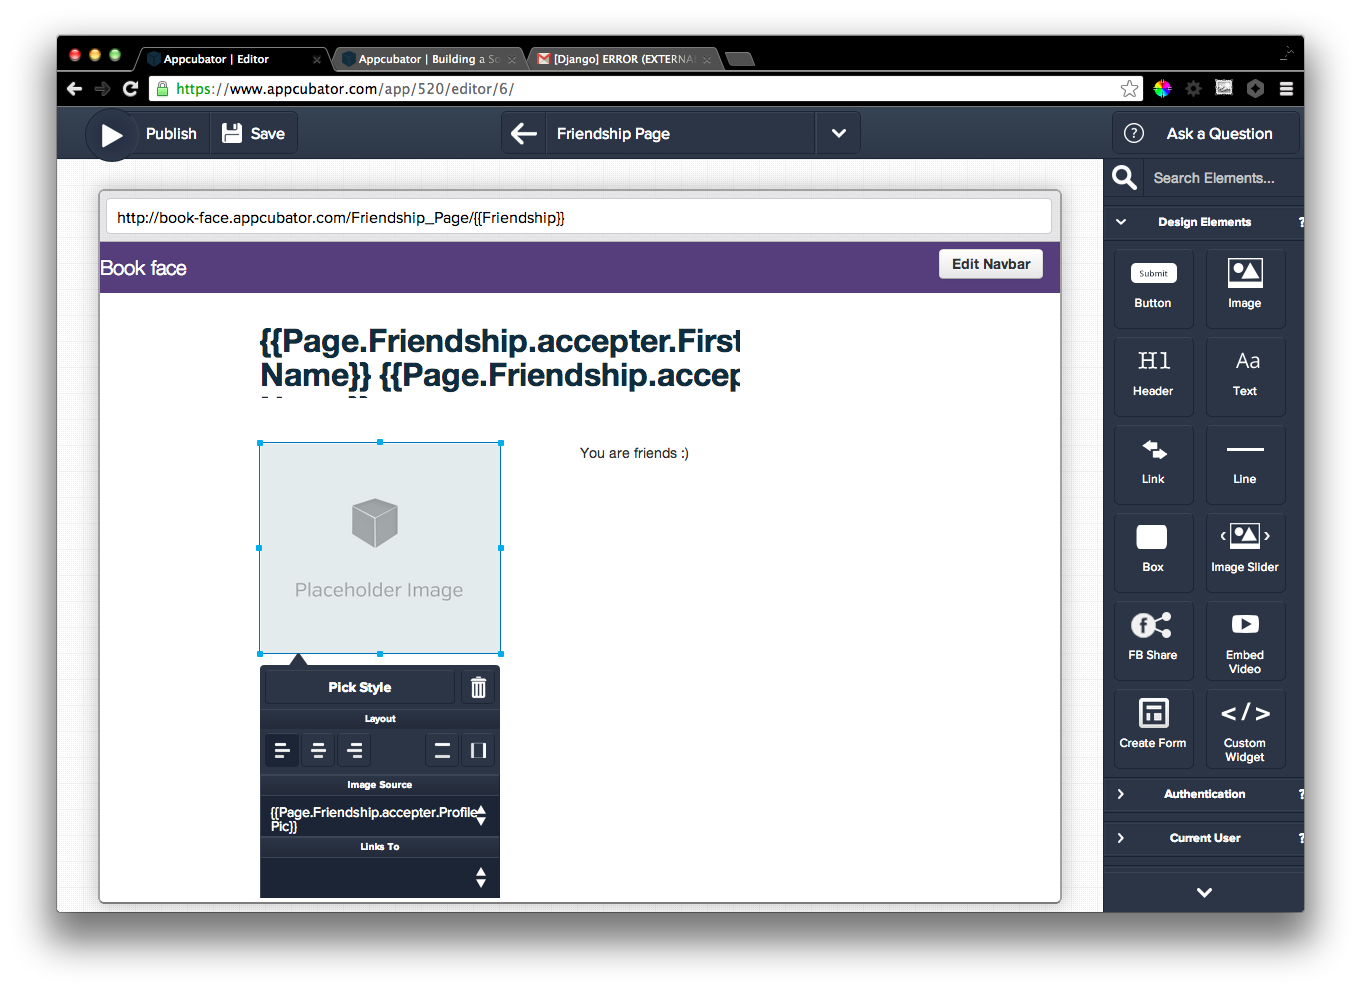 Appcubator | Editor
Appcubator | Building a So
[Django] ERROR (EXTERNA
https://www.appcubator.com/app/520/editor/6/
Publish
Save
Friendship Page
? Ask a Question
Search Elements...
http://book-face.appcubator.com/Friendship_Page/{{Friendship}}
Design Elements ?
Book face
Edit Navbar
Submit
Button
Image
{{Page.Friendship.accepter.First
Name}} {{Page.Friendship.accep
H1
Header
Aa
Text
You are friends :)
Link
Line
Placeholder Image
Box
Image Slider
FB Share
Embed
Video
Pick Style
Layout
Create Form
</>
Custom
Widget
Image Source
{{Page.Friendship.accepter.Profile
Pic}}
Links To
Authentication ?
Current User ?